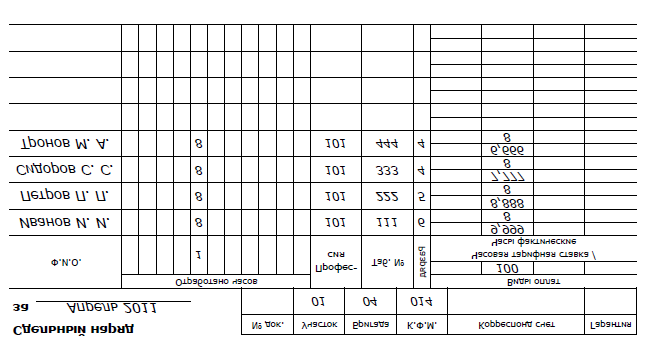 Сдельный наряд № док. Участок Бригада К.Ф.М. Корреспонд счет Гарантия
за Апрель 2011 01 04 014
Отработано часов Виды оплат
Ф.И.О. 1 Профес-
сия Таб. № Разряд 100
Часовая тарифная ставка /
Часы фактические
9,999
Иванов И. И. 8 101 111 6 8
8,888
Петров П. П. 8 101 222 5 8
7,777
Сидоров С. С. 8 101 333 4 8
6,666
Тронов М. А. 8 101 444 4 8